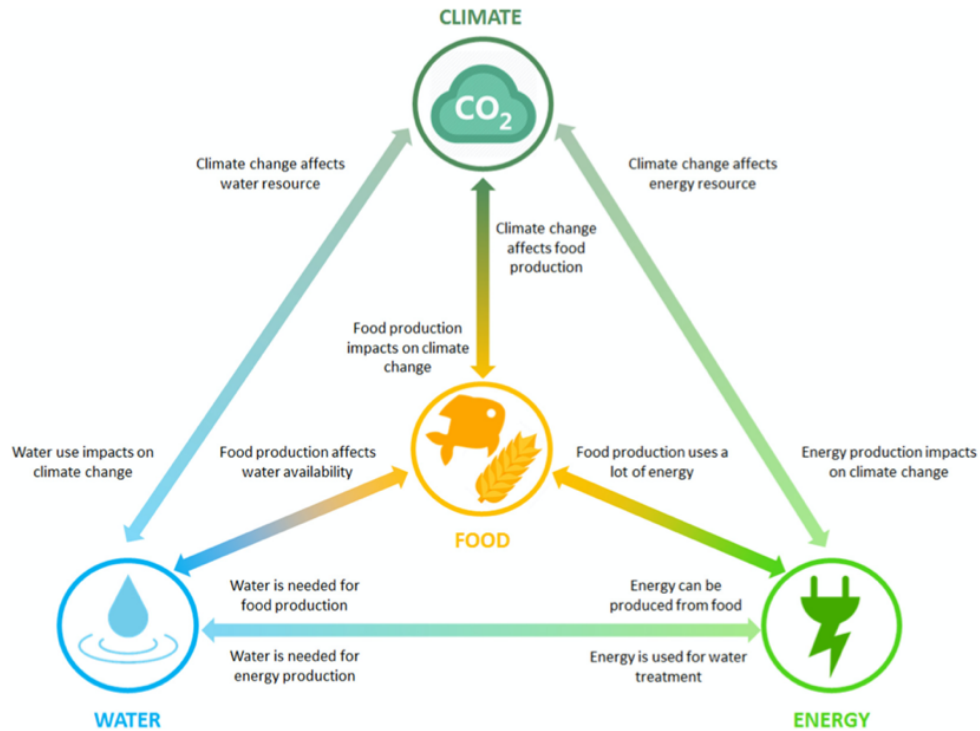 CLIMATE
CO2
Climate change affects
water resource
Climate change affects
energy resource
Climate change
affects food
production
Food production
impacts on climate
change
Water use impacts on
climate change
Food production affects
water availability
Food production uses a
lot of energy
Energy production impacts
on climate change
FOOD
Water is needed for
food production
Energy can be
produced from food
Water is needed for
energy production
Energy is used for water
treatment
WATER
ENERGY